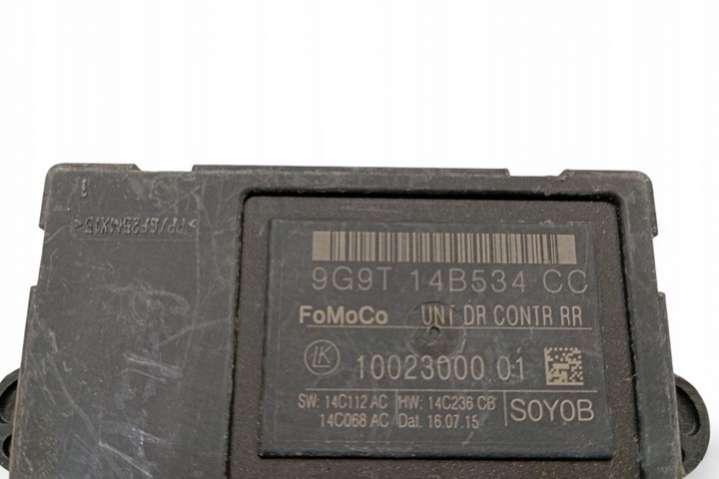 9G9T 14B534 CC
FoMoCo UNT DR CONTR RR
LK 10023000 01
SW: 14C112 AC HW: 14C236 CB
14C068 AC Dat. 16.07.15 S0Y0B